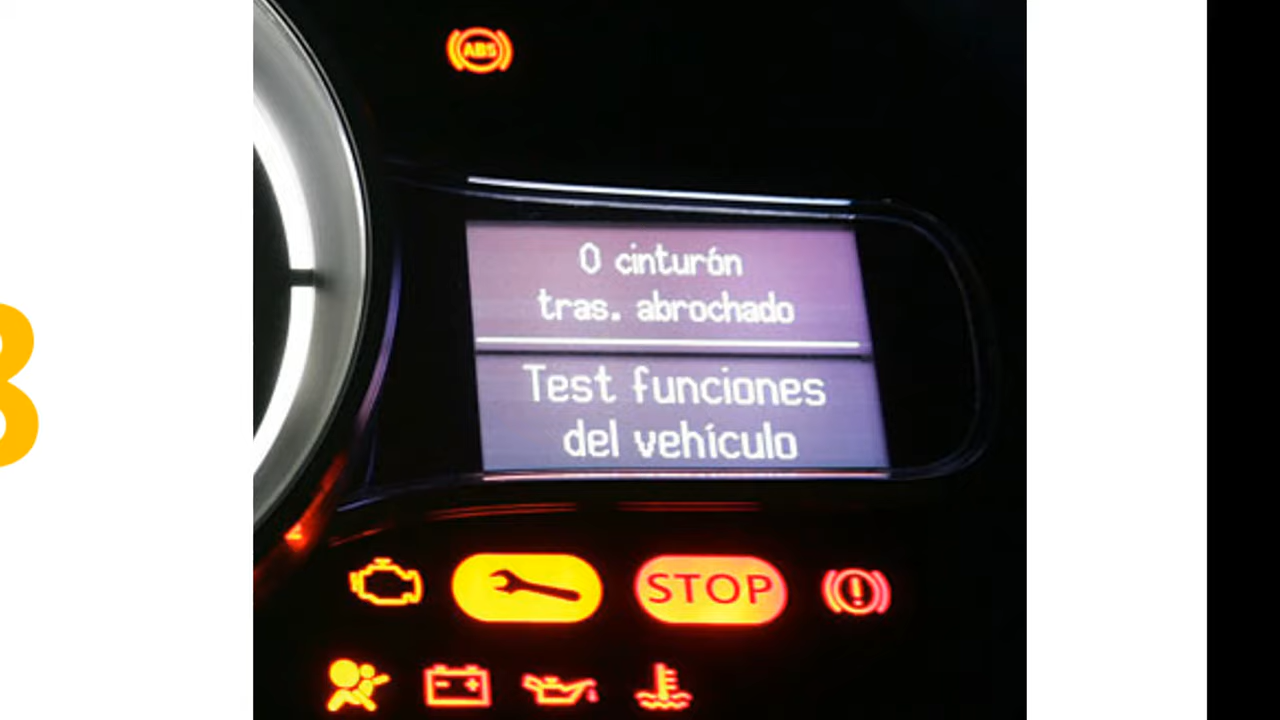 ABS
0 cinturón
tras. abrochado
Test funciones
del vehículo
STOP